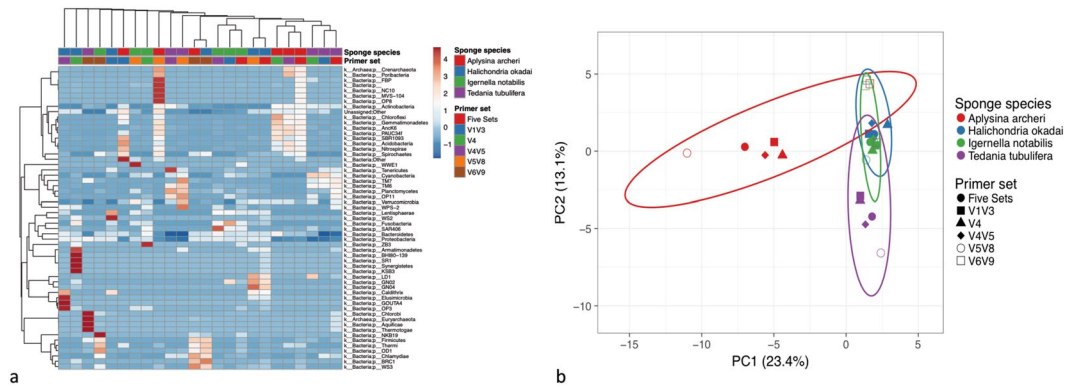 Sponge species
Primer set
4
3
2
1
0
−1
Sponge species
Aplysina archeri
Halichondria okadai
Igernella notabilis
Tedania tubulifera
Primer set
Five Sets
V1V3
V4
V4V5
V5V8
V6V9
k__Archaea;p__Crenarchaeota
k__Bacteria;p__Poribacteria
k__Bacteria;p__FBP
k__Bacteria;p__
k__Bacteria;p__NC10
k__Bacteria;p__MVS-104
k__Bacteria;p__OP8
k__Bacteria;p__Actinobacteria
Unassigned;Other
k__Bacteria;p__Chloroflexi
k__Bacteria;p__Gemmatimonadetes
k__Bacteria;p__AncK6
k__Bacteria;p__PAUC34f
k__Bacteria;p__SBR1093
k__Bacteria;p__Acidobacteria
k__Bacteria;p__Nitrospirae
k__Bacteria;p__Spirochaetes
k__Bacteria;Other
k__Bacteria;p__WWE1
k__Bacteria;p__Tenericutes
k__Bacteria;p__Cyanobacteria
k__Bacteria;p__TM7
k__Bacteria;p__TM6
k__Bacteria;p__Planctomycetes
k__Bacteria;p__OP11
k__Bacteria;p__Verrucomicrobia
k__Bacteria;p__WPS-2
k__Bacteria;p__Lentisphaerae
k__Bacteria;p__WS2
k__Bacteria;p__Fusobacteria
k__Bacteria;p__SAR406
k__Bacteria;p__Bacteroidetes
k__Bacteria;p__Proteobacteria
k__Bacteria;p__ZB3
k__Bacteria;p__Armatimonadetes
k__Bacteria;p__BHI80-139
k__Bacteria;p__SR1
k__Bacteria;p__Synergistetes
k__Bacteria;p__KSB3
k__Bacteria;p__LD1
k__Bacteria;p__GN02
k__Bacteria;p__GN04
k__Bacteria;p__Caldithrix
k__Bacteria;p__Elusimicrobia
k__Bacteria;p__GOUTA4
k__Bacteria;p__OP3
k__Bacteria;p__Chlorobi
k__Archaea;p__Euryarchaeota
k__Bacteria;p__Aquificae
k__Bacteria;p__Thermotogae
k__Bacteria;p__NKB19
k__Bacteria;p__Firmicutes
k__Bacteria;p__Thermi
k__Bacteria;p__OD1
k__Bacteria;p__Chlamydiae
k__Bacteria;p__BRC1
k__Bacteria;p__WS3
a
5
0
−5
−10
PC2 (13.1%)
−15
−10
−5
0
5
PC1 (23.4%)
Sponge species
Aplysina archeri
Halichondria okadai
Igernella notabilis
Tedania tubulifera
Primer set
Five Sets
V1V3
V4
V4V5
V5V8
V6V9
b